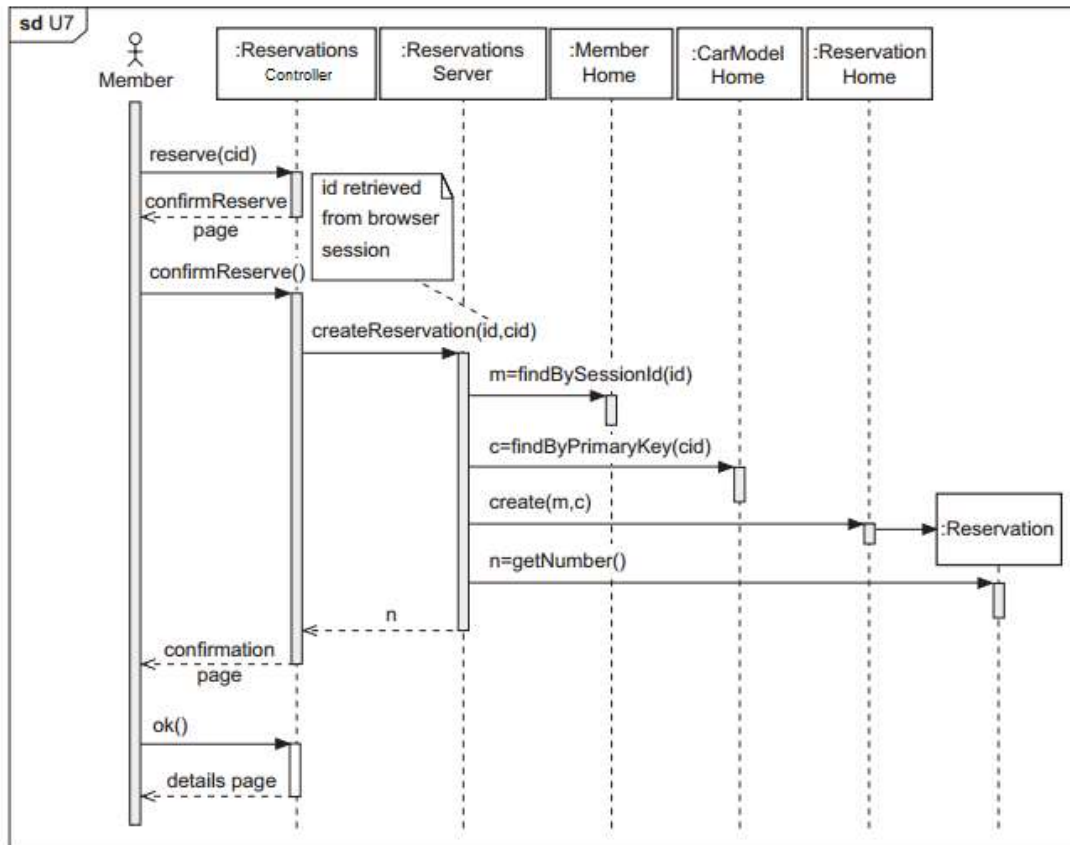 sd U7
Member
:Reservations
Controller
:Reservations
Server
:Member
Home
:CarModel
Home
:Reservation
Home
reserve(cid)
id retrieved
from browser
session
confirmReserve
page
confirmReserve()
createReservation(id,cid)
m=findBySessionId(id)
c=findByPrimaryKey(cid)
create(m,c)
:Reservation
n=getNumber()
n
confirmation
page
ok()
details page